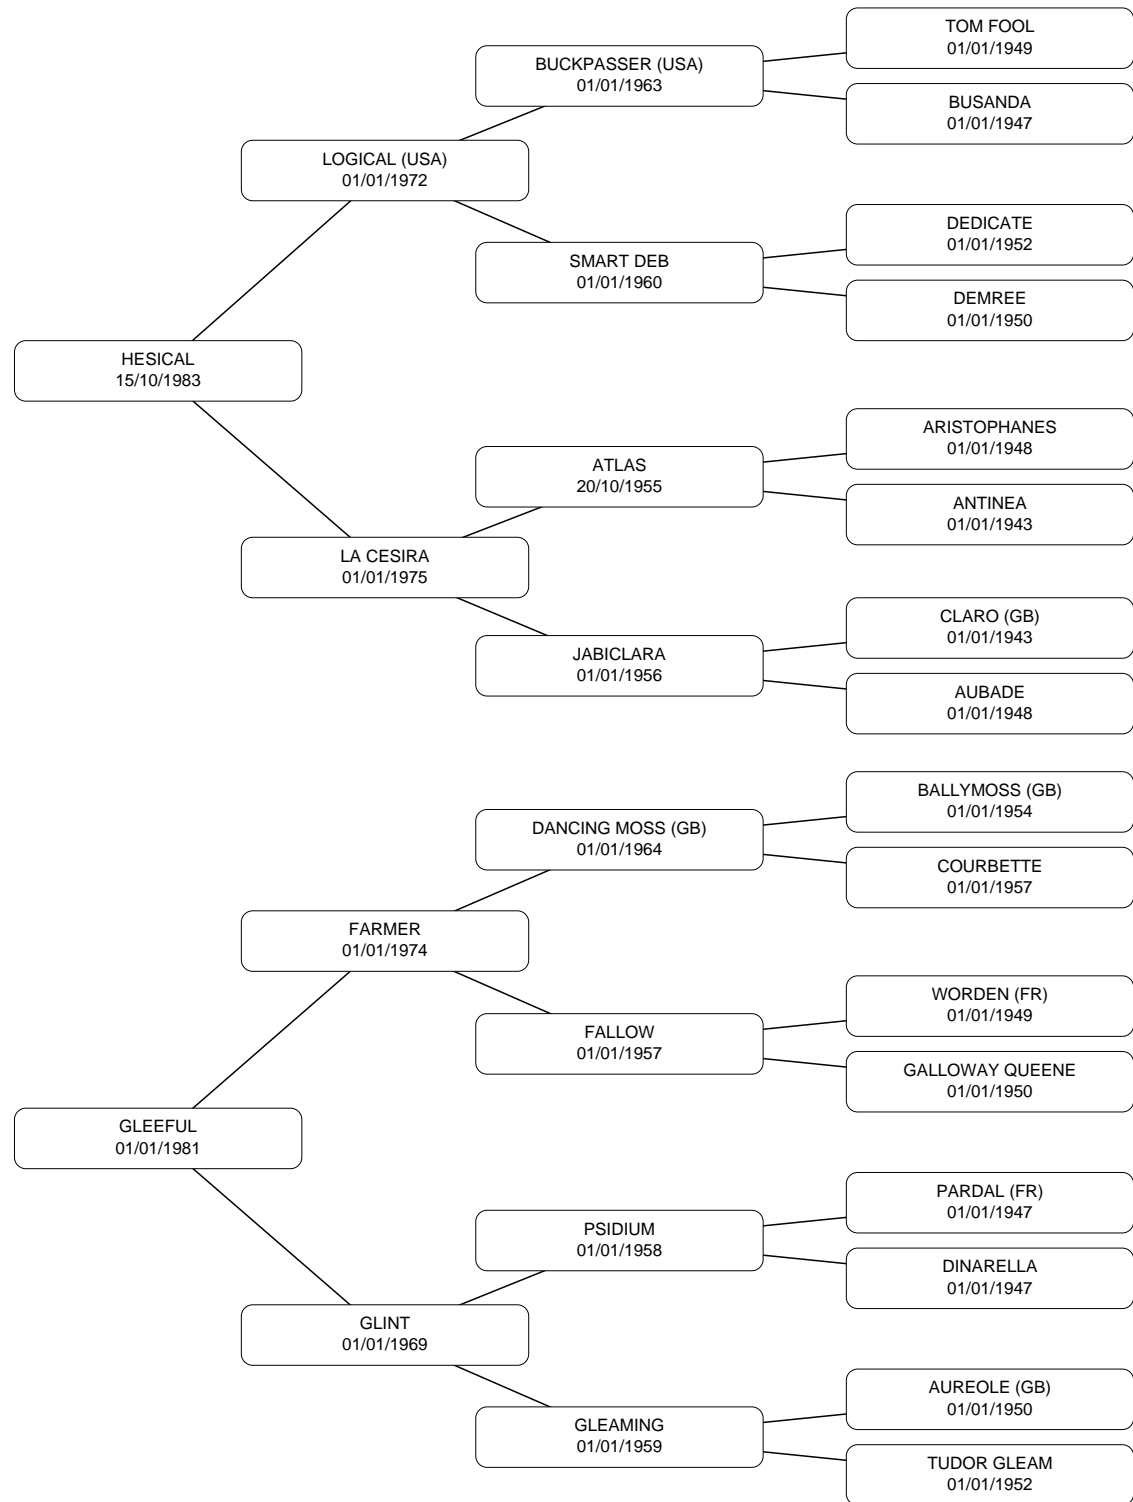 TOM FOOL
01/01/1949
BUCKPASSER (USA)
01/01/1963
BUSANDA
01/01/1947
LOGICAL (USA)
01/01/1972
DEDICATE
01/01/1952
SMART DEB
01/01/1960
DEMREE
01/01/1950
HESICAL
15/10/1983
ARISTOPHANES
01/01/1948
ATLAS
20/10/1955
ANTINEA
01/01/1943
LA CESIRA
01/01/1975
CLARO (GB)
01/01/1943
JABICLARA
01/01/1956
AUBADE
01/01/1948
BALLYMOSS (GB)
01/01/1954
DANCING MOSS (GB)
01/01/1964
COURBETTE
01/01/1957
FARMER
01/01/1974
WORDEN (FR)
01/01/1949
FALLOW
01/01/1957
GALLOWAY QUEENE
01/01/1950
GLEEFUL
01/01/1981
PARDAL (FR)
01/01/1947
PSIDIUM
01/01/1958
DINARELLA
01/01/1947
GLINT
01/01/1969
AUREOLE (GB)
01/01/1950
GLEAMING
01/01/1959
TUDOR GLEAM
01/01/1952